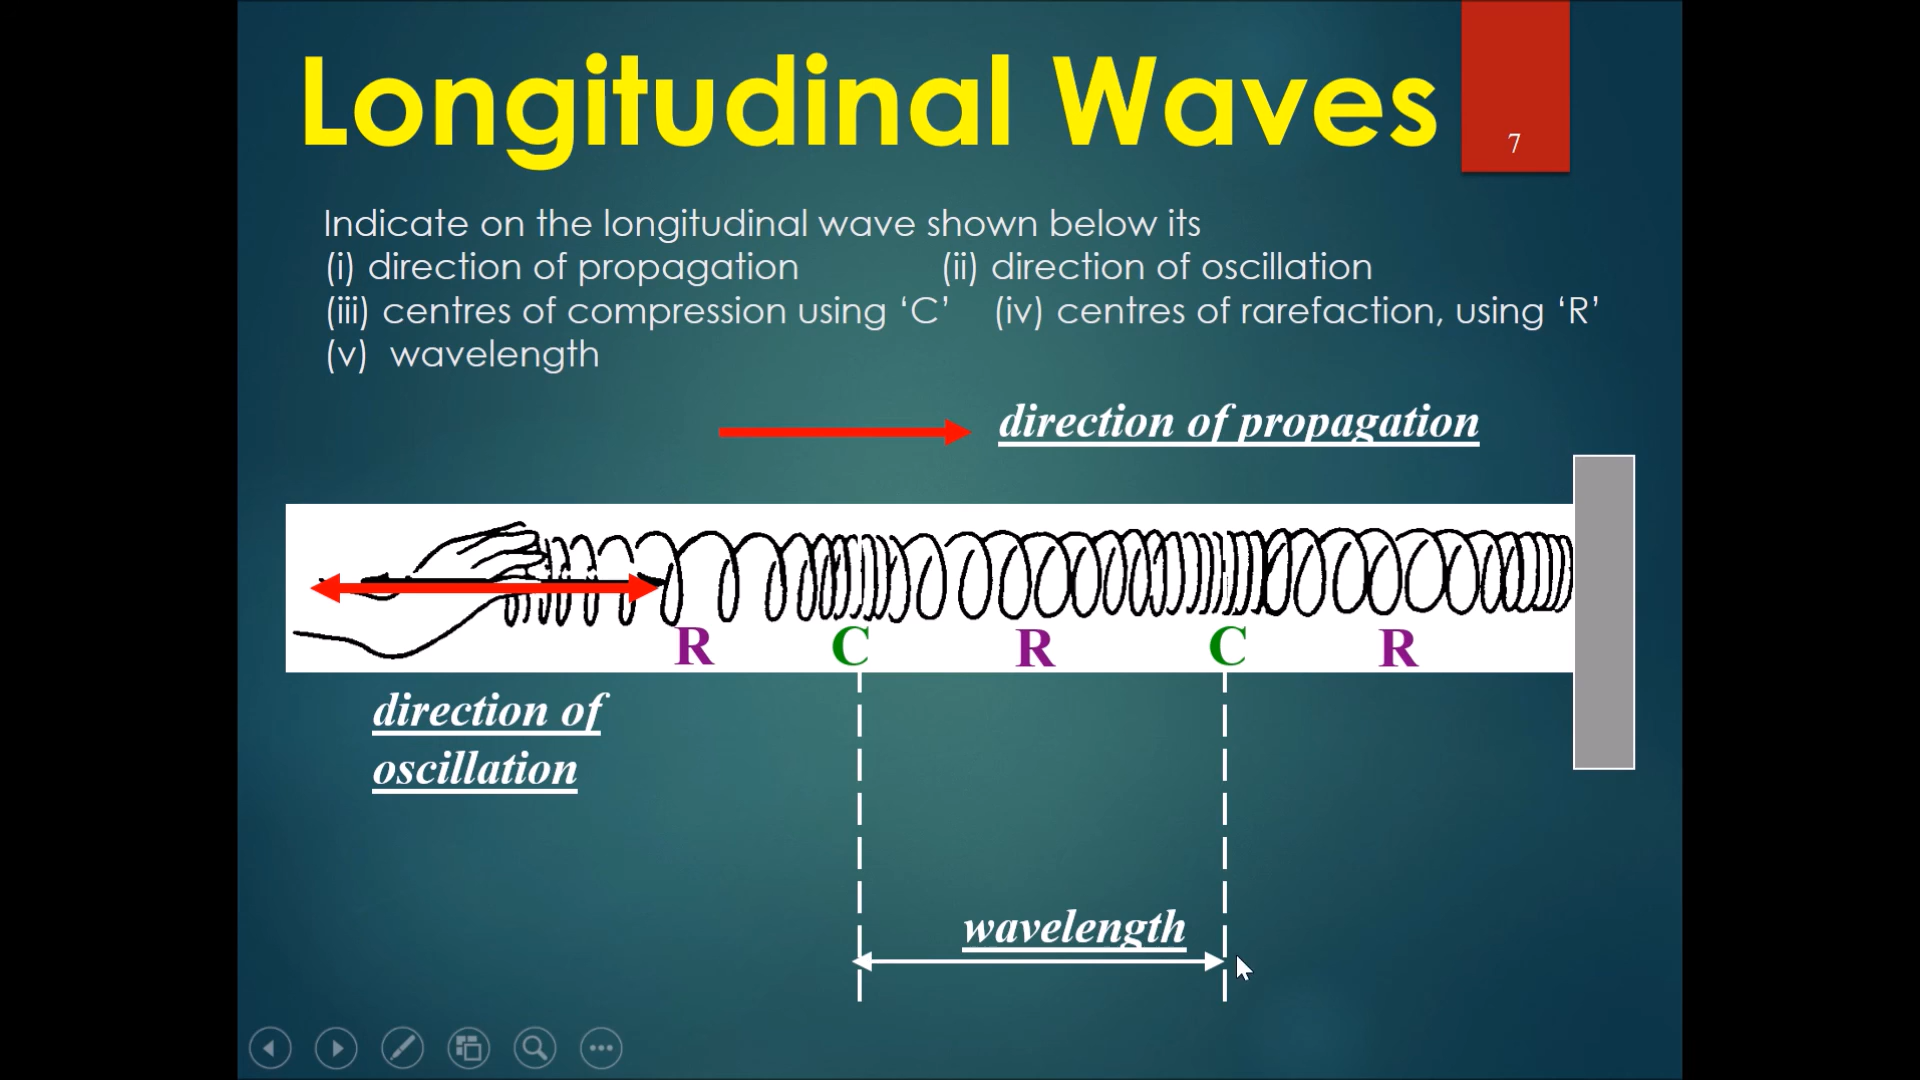 Longitudinal Waves
7
Indicate on the longitudinal wave shown below its
(i) direction of propagation (ii) direction of oscillation
(iii) centres of compression using ‘C’ (iv) centres of rarefaction, using ‘R’
(v) wavelength
direction of propagation
R C R C R
direction of
oscillation
wavelength